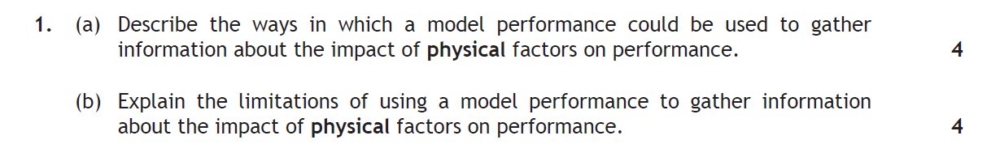 1. (a) Describe the ways in which a model performance could be used to gather
information about the impact of physical factors on performance. 4
(b) Explain the limitations of using a model performance to gather information
about the impact of physical factors on performance. 4